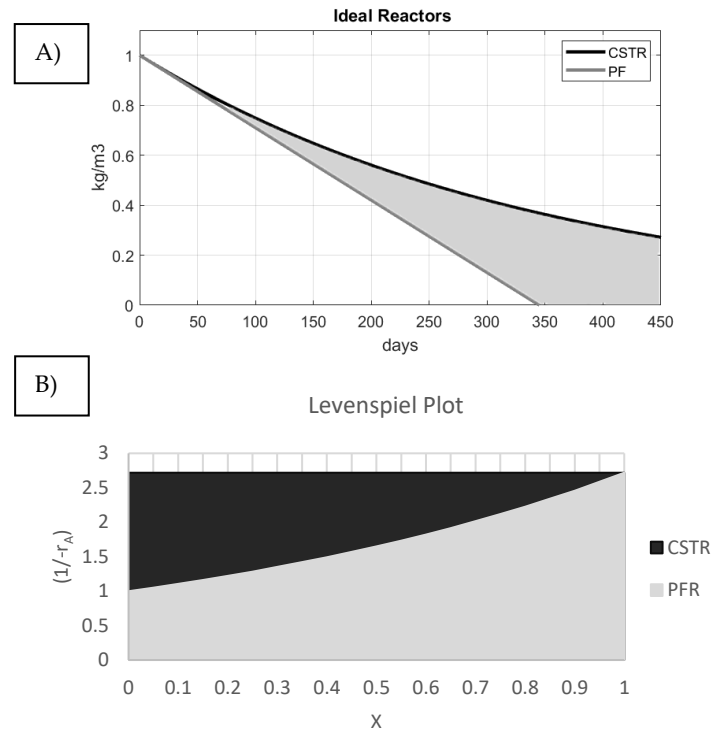 A)
Ideal Reactors
CSTR
PF
kg/m3
1
0.8
0.6
0.4
0.2
0
0 50 100 150 200 250 300 350 400 450
days
B)
Levenspiel Plot
(1/-rA)
3
2.5
2
1.5
1
0.5
0
CSTR
PFR
0 0.1 0.2 0.3 0.4 0.5 0.6 0.7 0.8 0.9 1
X